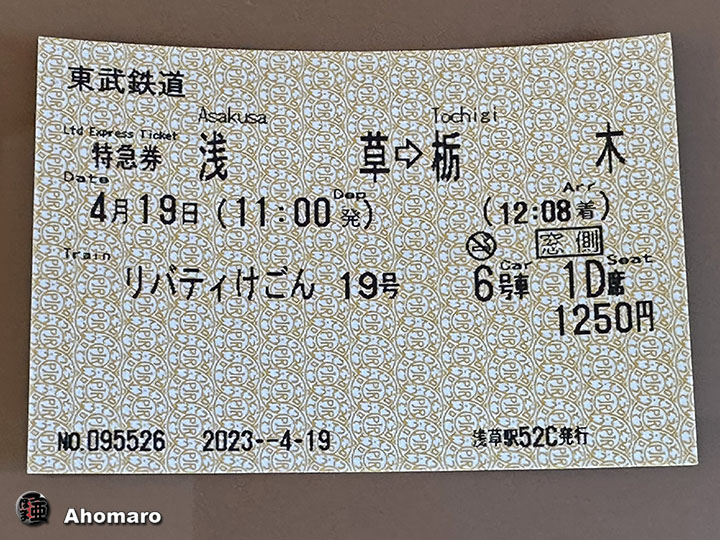 東武鉄道
Asakusa Tochigi
Ltd Express Ticket
特急券 浅 草⇨栃 木
Date Dep Arr
4月19日(11:00発) (12:08着)
窓側
Train Car Seat
リバティけごん 19号 6号車 1D席
1250円
NO.095526 2023--4-19 浅草駅52C発行
Ahomaro